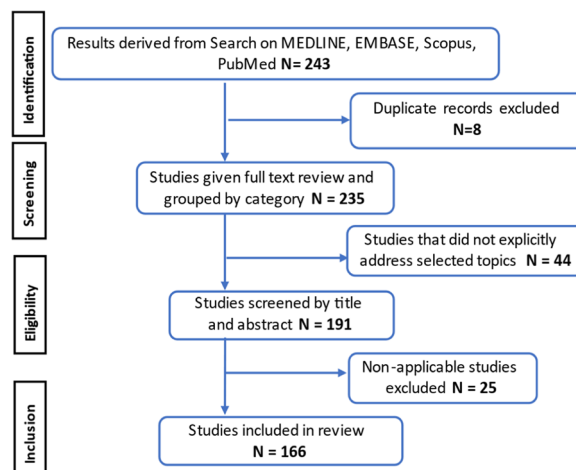 Identification
Results derived from Search on MEDLINE, EMBASE, Scopus,
PubMed N= 243
Duplicate records excluded
N=8
Screening
Studies given full text review and
grouped by category N = 235
Studies that did not explicitly
address selected topics N = 44
Eligibility
Studies screened by title
and abstract N = 191
Non-applicable studies
excluded N = 25
Inclusion
Studies included in review
N = 166